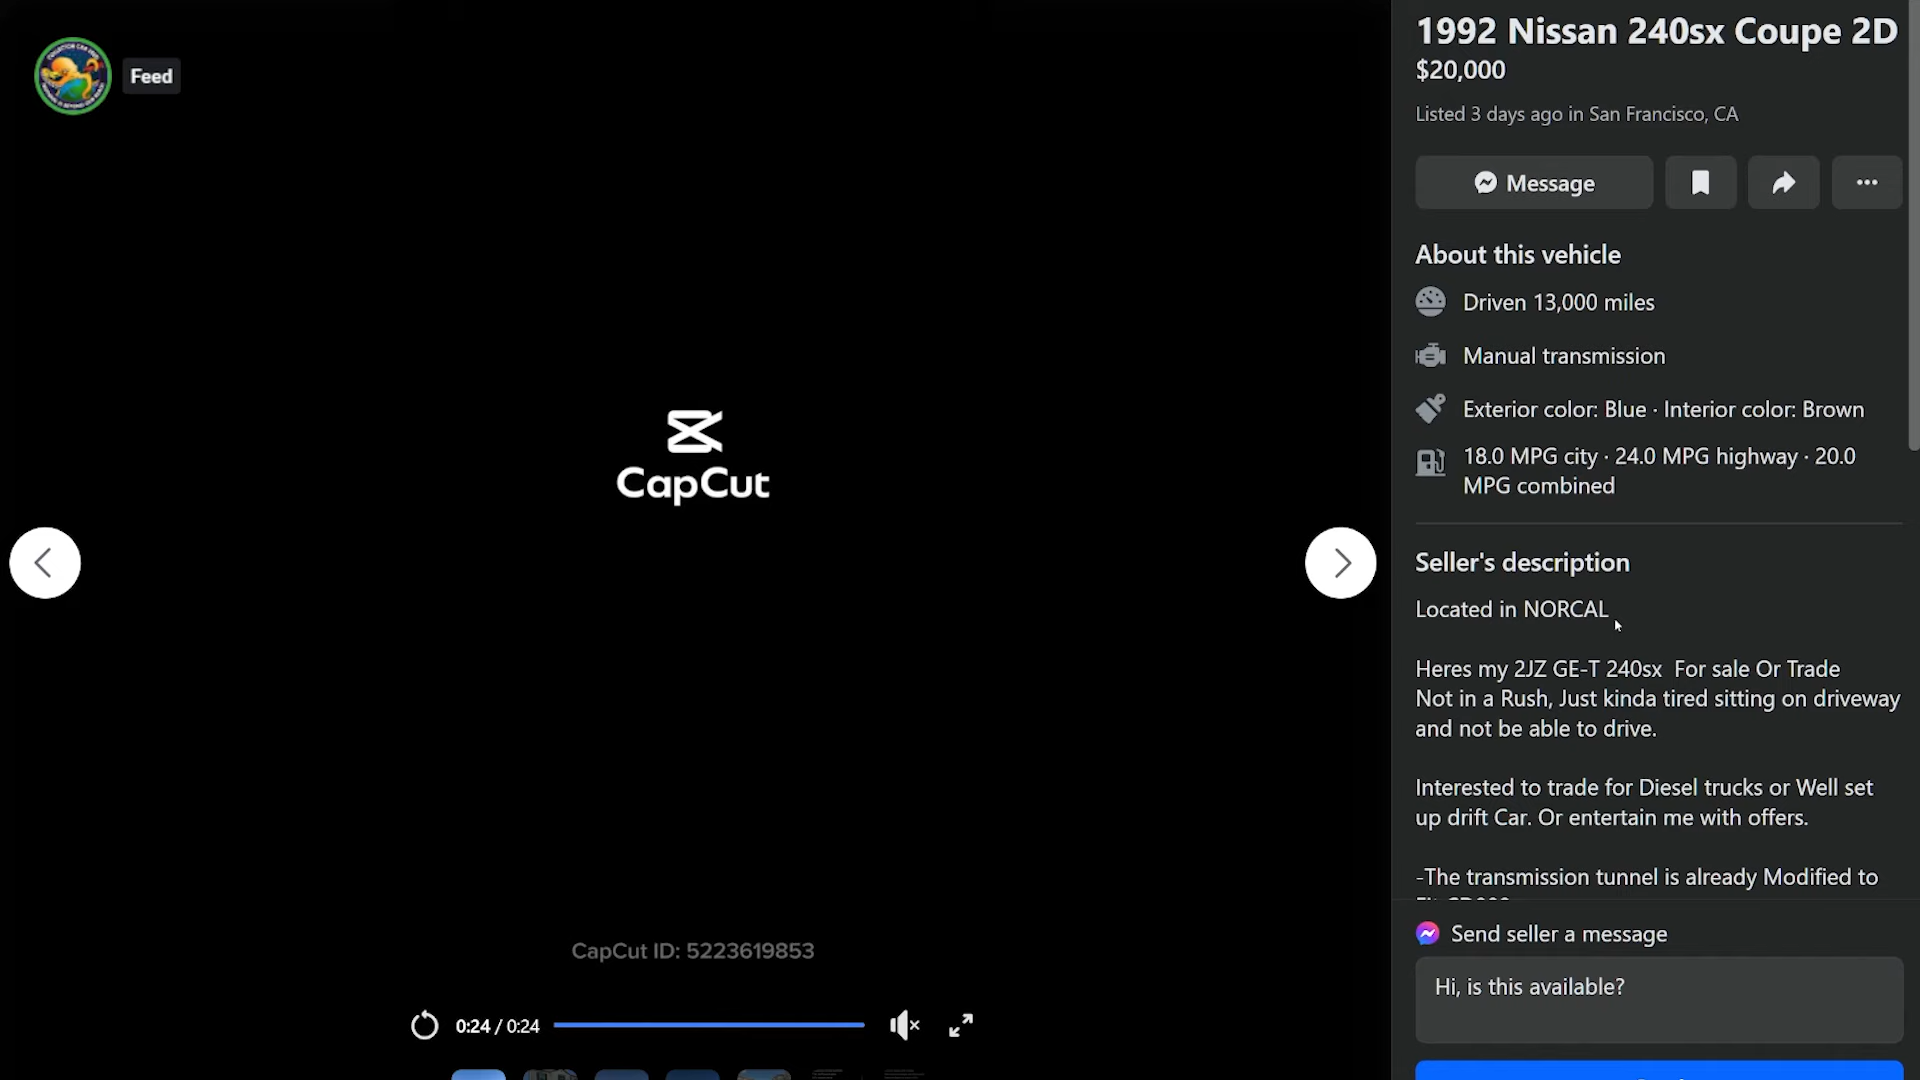 Feed
CapCut
CapCut ID: 5223619853
0:24 / 0:24
1992 Nissan 240sx Coupe 2D
$20,000
Listed 3 days ago in San Francisco, CA
Message
About this vehicle
Driven 13,000 miles
Manual transmission
Exterior color: Blue · Interior color: Brown
18.0 MPG city · 24.0 MPG highway · 20.0
MPG combined
Seller's description
Located in NORCAL
Heres my 2JZ GE-T 240sx  For sale Or Trade
Not in a Rush, Just kinda tired sitting on driveway
and not be able to drive.
Interested to trade for Diesel trucks or Well set
up drift Car. Or entertain me with offers.
-The transmission tunnel is already Modified to
Send seller a message
Hi, is this available?